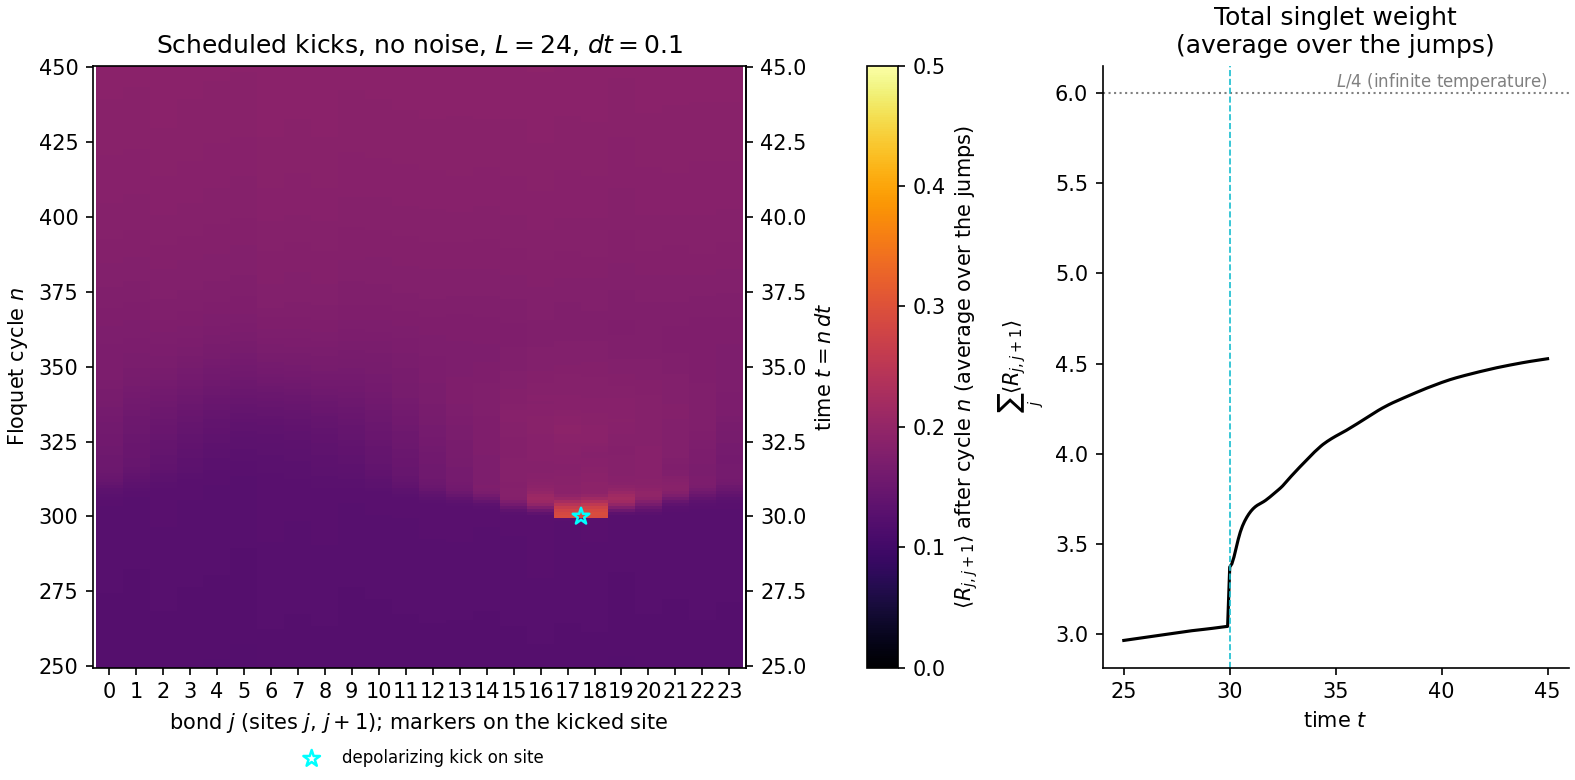 Scheduled kicks, no noise, L = 24, dt = 0.1
450
425
400
375
350
325
300
275
250
Floquet cycle n
45.0
42.5
40.0
37.5
35.0
32.5
30.0
27.5
25.0
time t = n dt
0 1 2 3 4 5 6 7 8 9 10 11 12 13 14 15 16 17 18 19 20 21 22 23
bond j (sites j, j + 1); markers on the kicked site
depolarizing kick on site
0.5
0.4
0.3
0.2
0.1
0.0
⟨R_{j, j+1}⟩ after cycle n (average over the jumps)
Total singlet weight
(average over the jumps)
L/4 (infinite temperature)
6.0
5.5
5.0
4.5
4.0
3.5
3.0
∑_j ⟨R_{j, j+1}⟩
25 30 35 40 45
time t